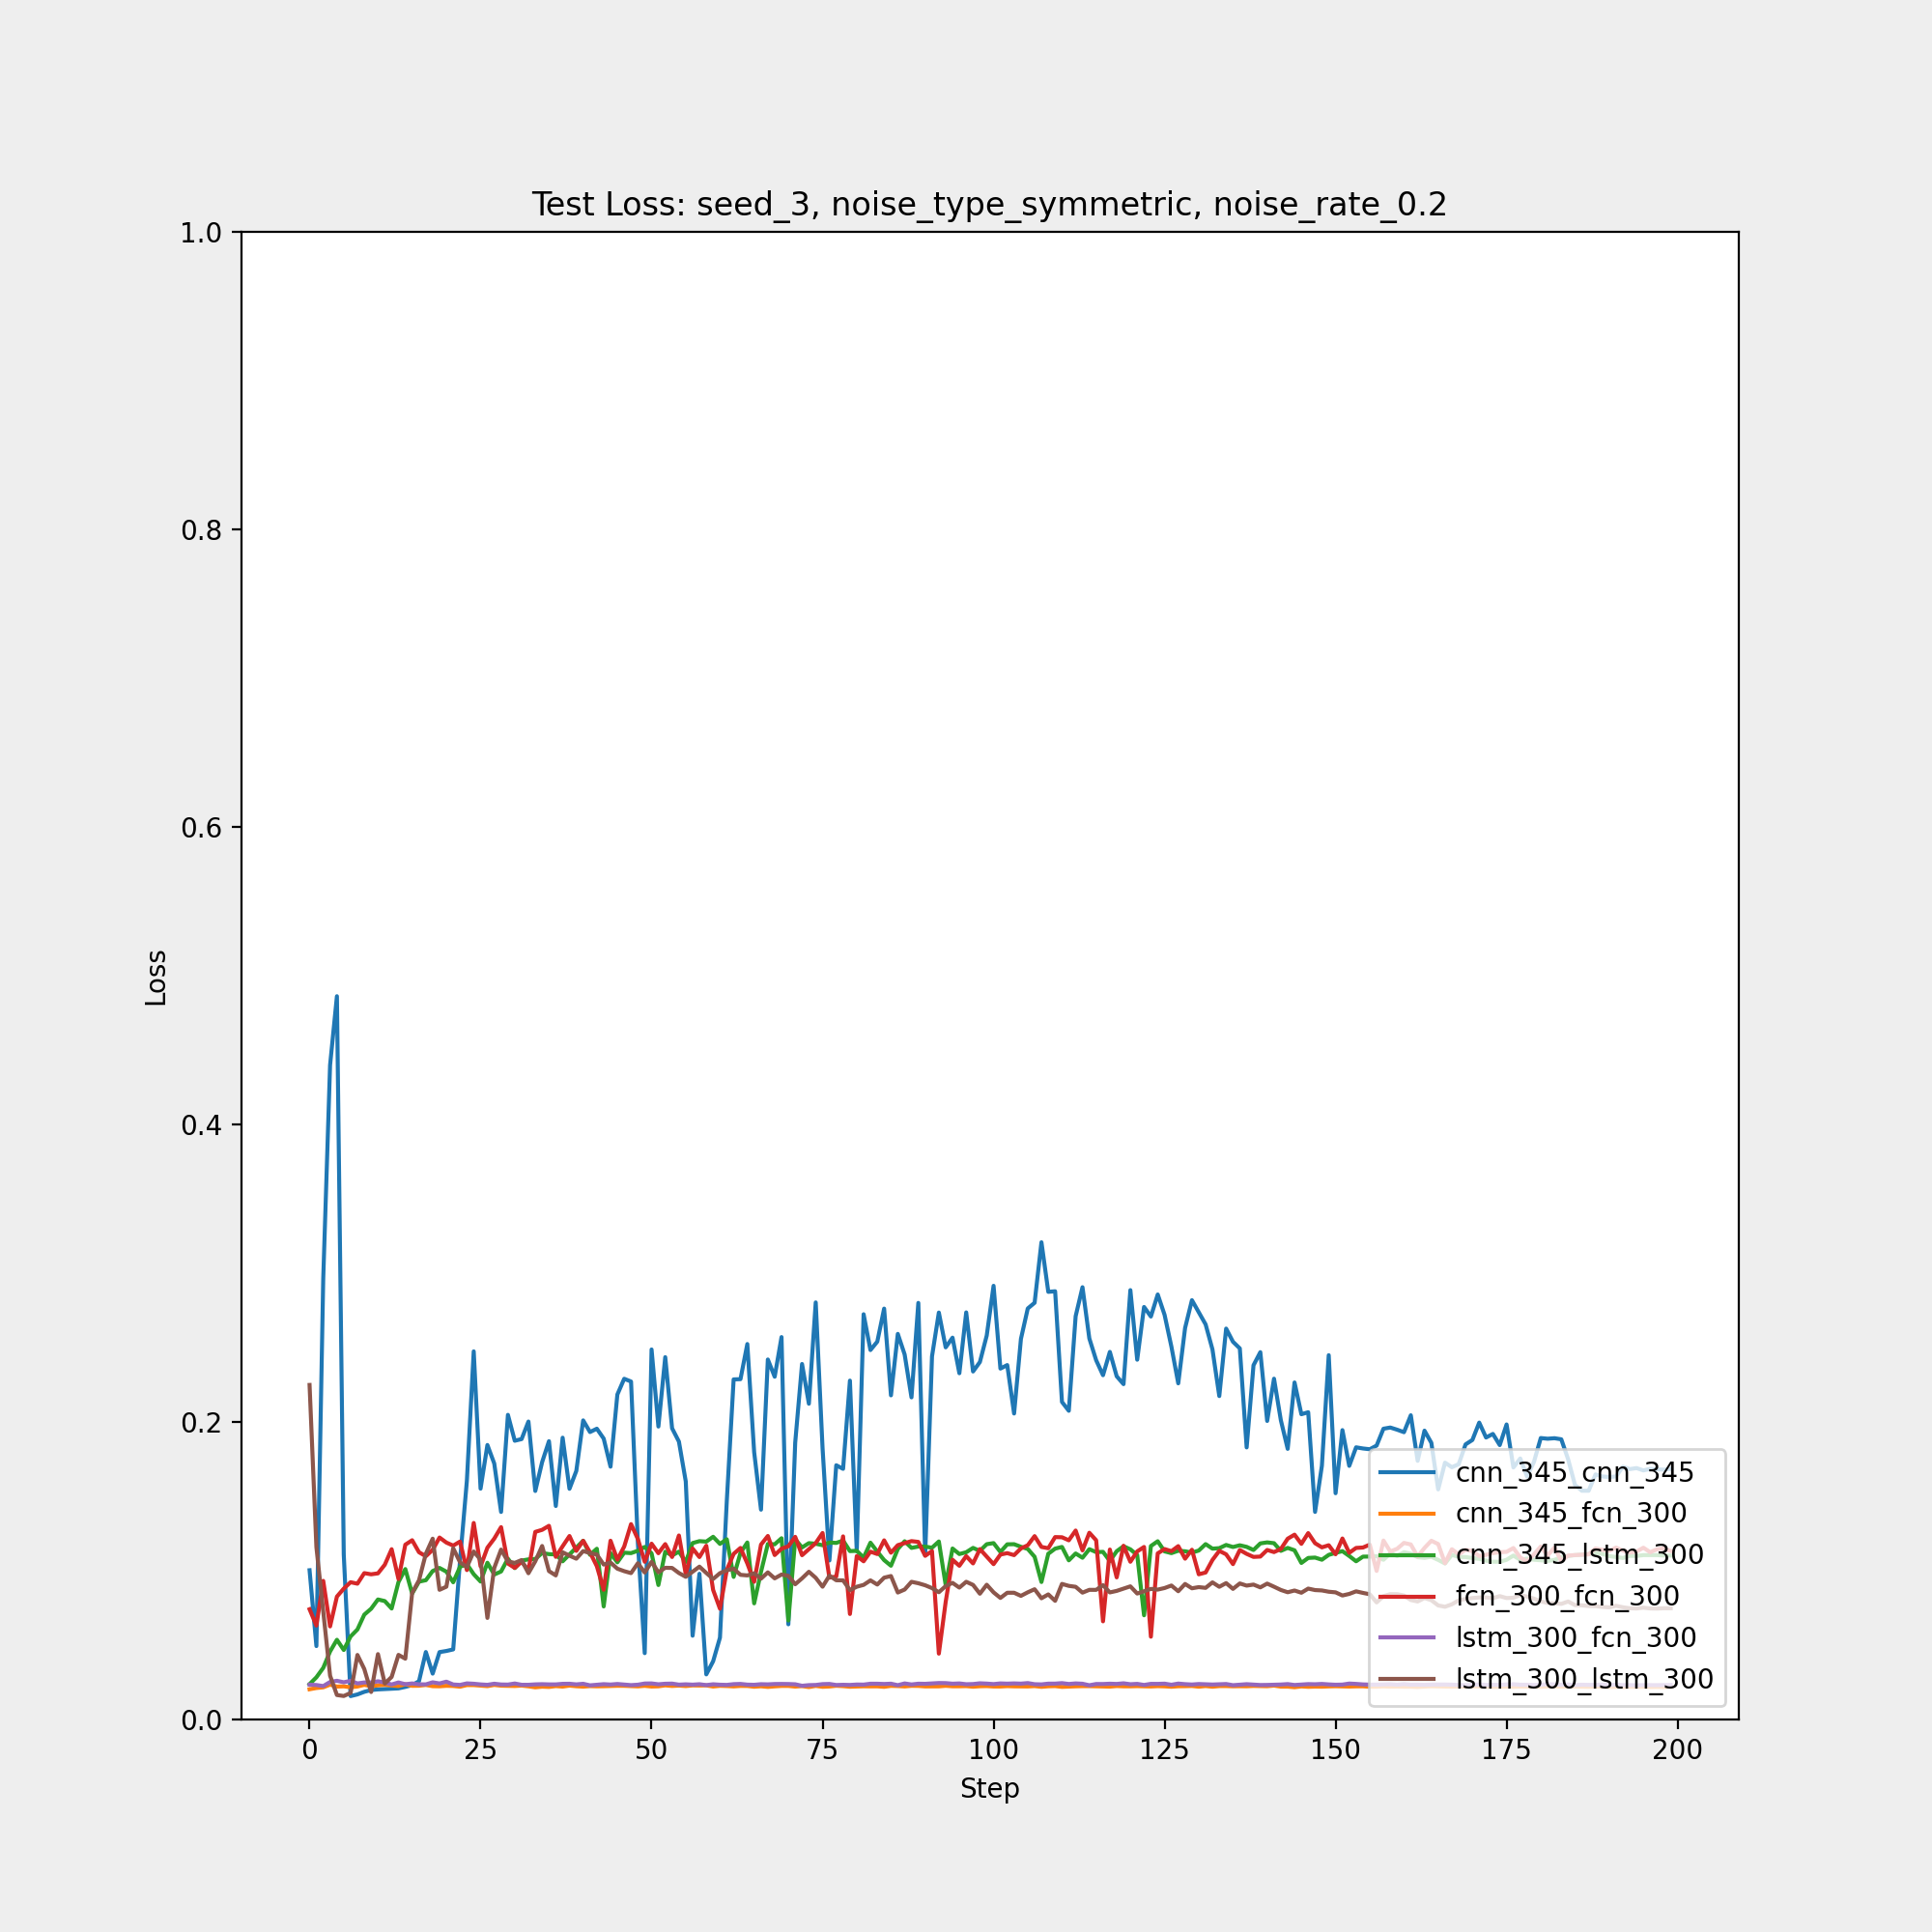 Test Loss: seed_3, noise_type_symmetric, noise_rate_0.2
1.0
0.8
0.6
0.4
0.2
0.0
Loss
0 25 50 75 100 125 150 175 200
Step
cnn_345_cnn_345
cnn_345_fcn_300
cnn_345_lstm_300
fcn_300_fcn_300
lstm_300_fcn_300
lstm_300_lstm_300